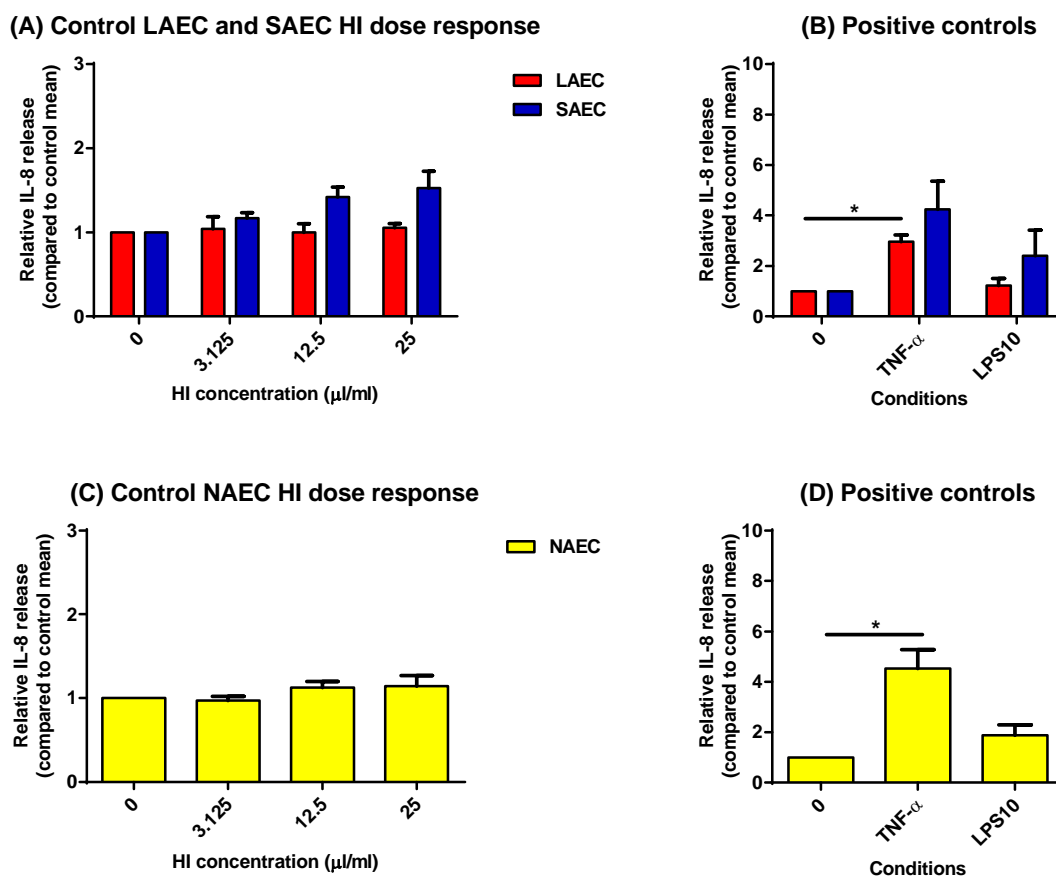 (A) Control LAEC and SAEC HI dose response
Relative IL-8 release
(compared to control mean)
3
2
1
0
0
3.125
12.5
25
HI concentration (μl/ml)
LAEC
SAEC
(B) Positive controls
Relative IL-8 release
(compared to control mean)
10
8
6
4
2
0
*
0
TNF-α
LPS10
Conditions
(C) Control NAEC HI dose response
Relative IL-8 release
(compared to control mean)
3
2
1
0
0
3.125
12.5
25
HI concentration (μl/ml)
NAEC
(D) Positive controls
Relative IL-8 release
(compared to control mean)
10
8
6
4
2
0
*
0
TNF-α
LPS10
Conditions